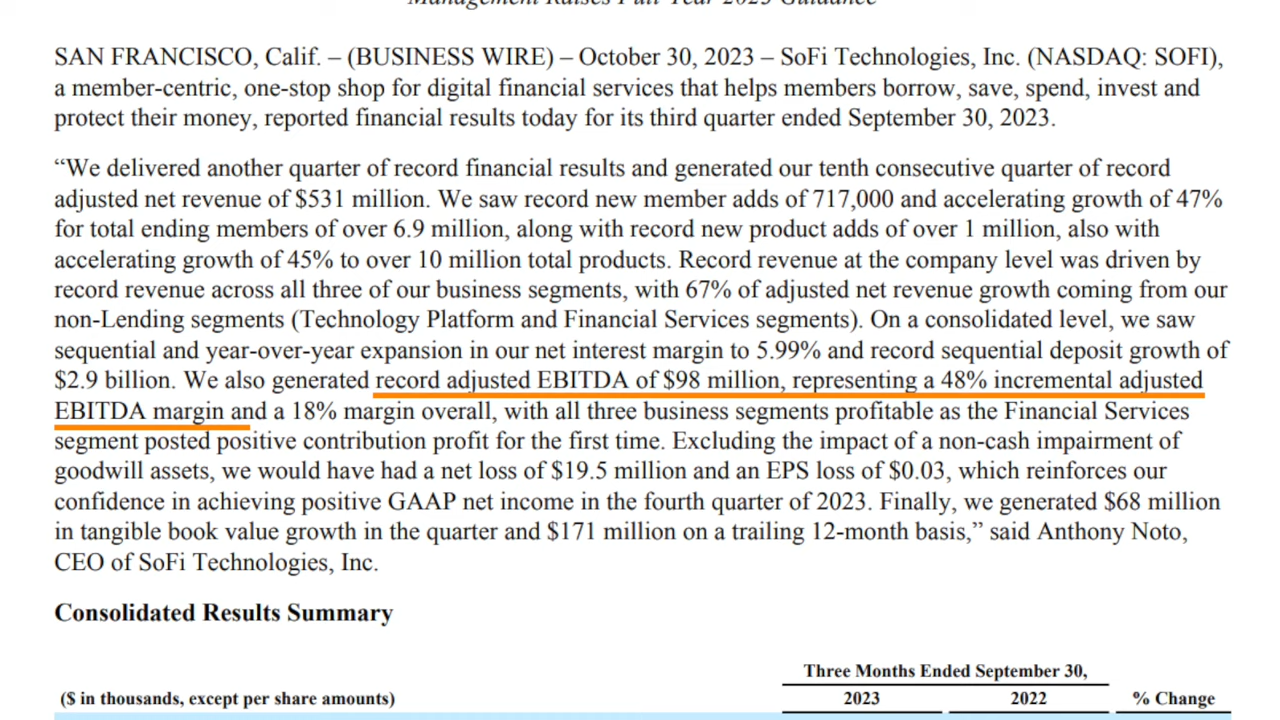 Management Raises Full-Year 2023 Guidance
SAN FRANCISCO, Calif. – (BUSINESS WIRE) – October 30, 2023 – SoFi Technologies, Inc. (NASDAQ: SOFI),
a member-centric, one-stop shop for digital financial services that helps members borrow, save, spend, invest and
protect their money, reported financial results today for its third quarter ended September 30, 2023.
“We delivered another quarter of record financial results and generated our tenth consecutive quarter of record
adjusted net revenue of $531 million. We saw record new member adds of 717,000 and accelerating growth of 47%
for total ending members of over 6.9 million, along with record new product adds of over 1 million, also with
accelerating growth of 45% to over 10 million total products. Record revenue at the company level was driven by
record revenue across all three of our business segments, with 67% of adjusted net revenue growth coming from our
non-Lending segments (Technology Platform and Financial Services segments). On a consolidated level, we saw
sequential and year-over-year expansion in our net interest margin to 5.99% and record sequential deposit growth of
$2.9 billion. We also generated record adjusted EBITDA of $98 million, representing a 48% incremental adjusted
EBITDA margin and a 18% margin overall, with all three business segments profitable as the Financial Services
segment posted positive contribution profit for the first time. Excluding the impact of a non-cash impairment of
goodwill assets, we would have had a net loss of $19.5 million and an EPS loss of $0.03, which reinforces our
confidence in achieving positive GAAP net income in the fourth quarter of 2023. Finally, we generated $68 million
in tangible book value growth in the quarter and $171 million on a trailing 12-month basis,” said Anthony Noto,
CEO of SoFi Technologies, Inc.
Consolidated Results Summary
Three Months Ended September 30,
($ in thousands, except per share amounts) 2023 2022 % Change